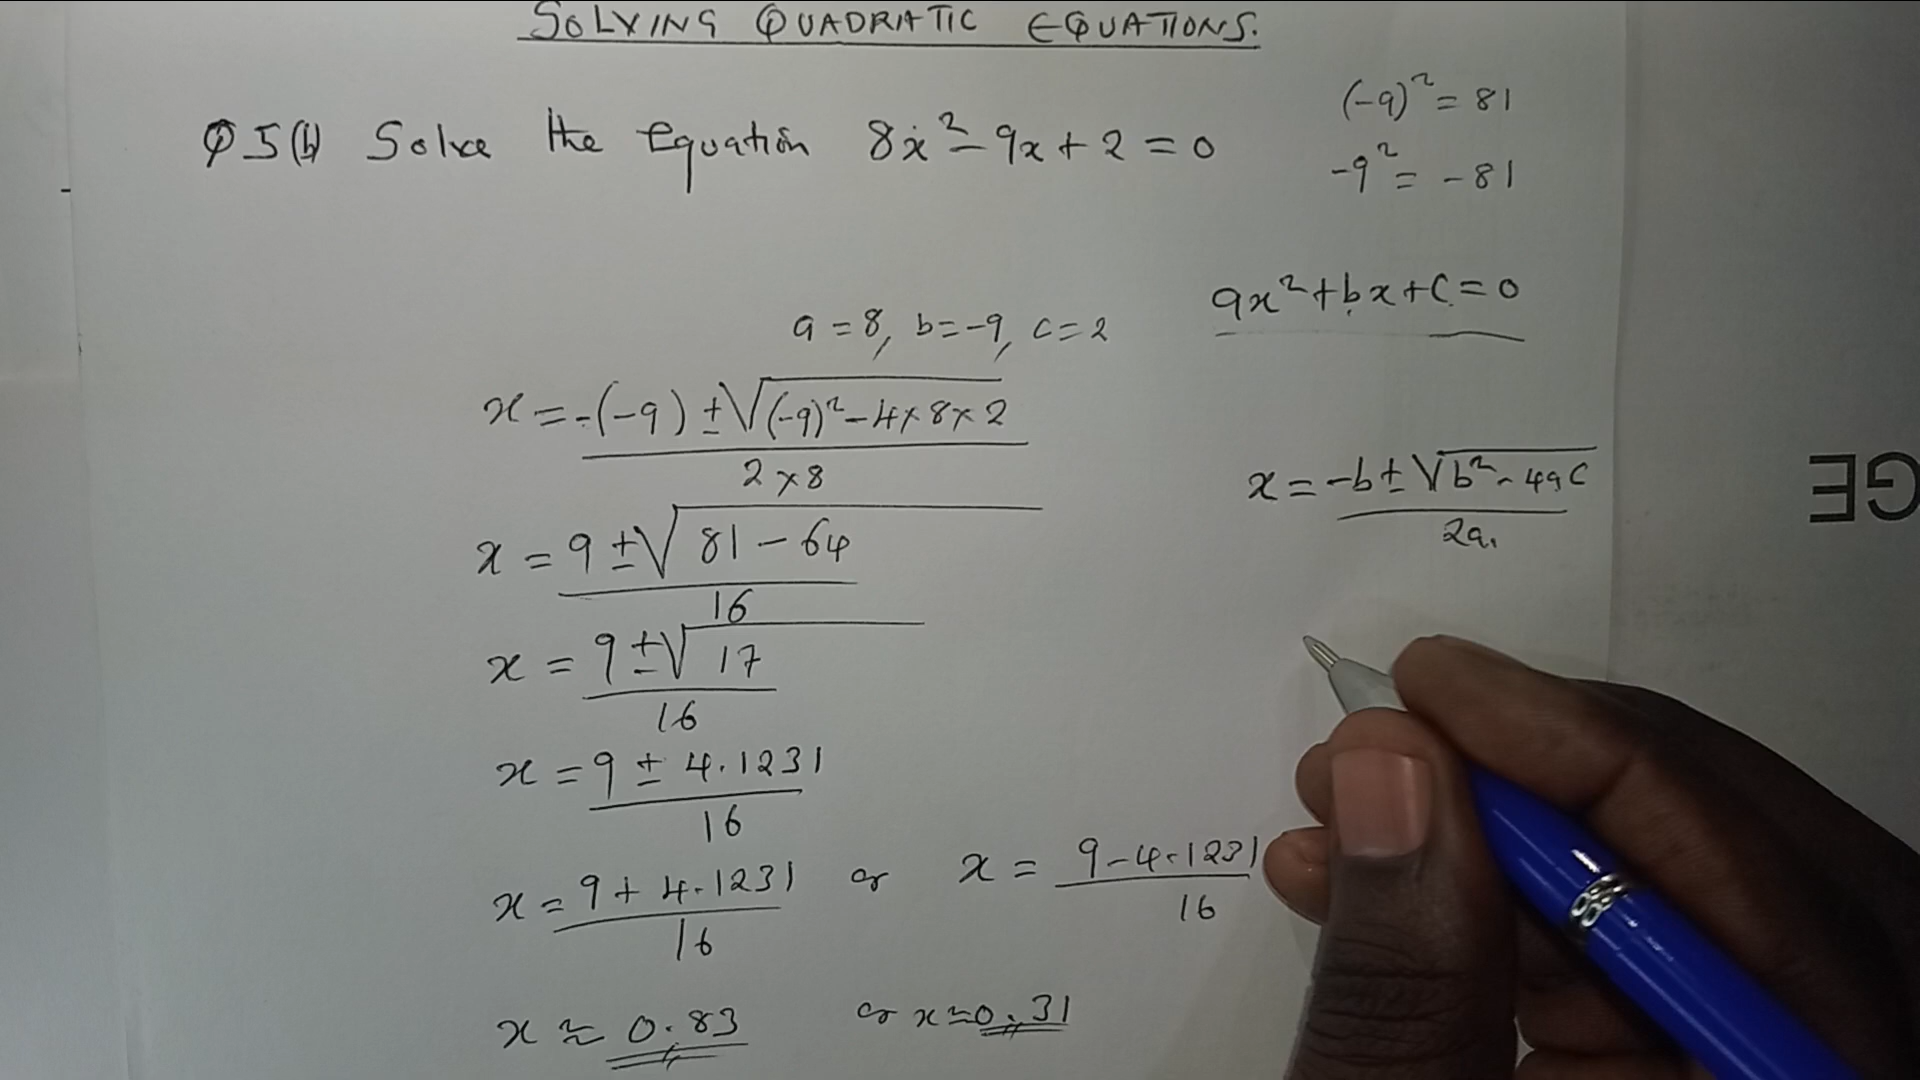 SOLVING QUADRATIC EQUATIONS.
Q5(b) Solve the Equation 8x² - 9x + 2 = 0
(-9)² = 81
-9² = -81
ax² + bx + c = 0
a = 8, b = -9, c = 2
x = -(-9) ± √((-9)² - 4 × 8 × 2)
2 × 8
x = -b ± √(b² - 4ac)
2a.
x = 9 ± √(81 - 64)
16
x = 9 ± √17
16
x = 9 ± 4.1231
16
x = 9 + 4.1231 or x = 9 - 4.1231
16 16
x ≈ 0.83 or x ≈ 0.31
GE